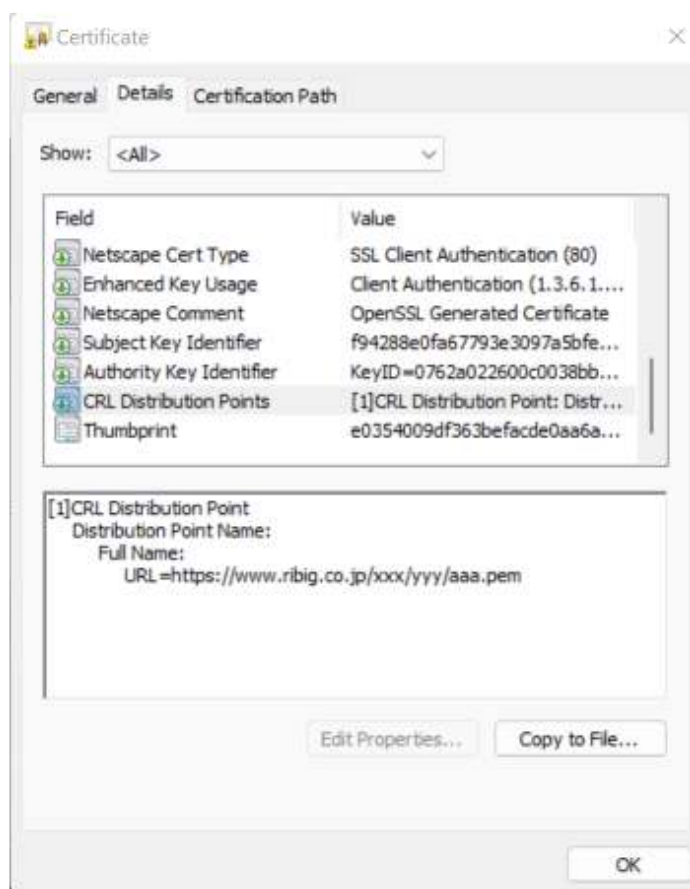 Certificate
General Details Certification Path
Show: <All>
Field Value
Netscape Cert Type SSL Client Authentication (80)
Enhanced Key Usage Client Authentication (1.3.6.1....
Netscape Comment OpenSSL Generated Certificate
Subject Key Identifier f94288e0fa67793e3097a5bfe...
Authority Key Identifier KeyID=0762a022600c0038bb...
CRL Distribution Points [1]CRL Distribution Point: Distr...
Thumbprint e0354009df363befacde0aa6a...
[1]CRL Distribution Point
Distribution Point Name:
Full Name:
URL=https://www.ribig.co.jp/xxx/yyy/aaa.pem
Edit Properties... Copy to File...
OK